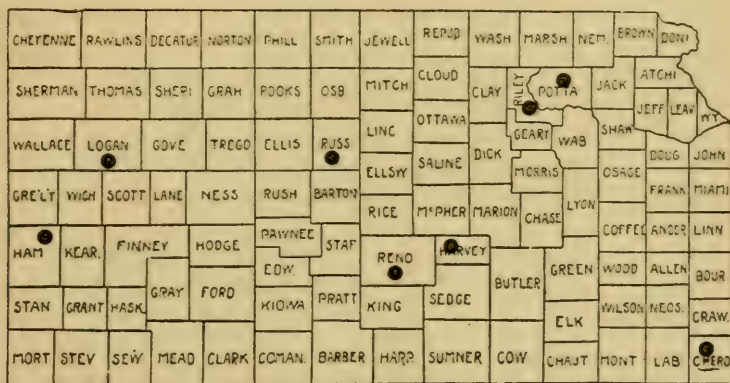 CHEYENNE RAWLINS DECATUR NORTON PHILL SMITH JEWELL REPUB WASH MARSH NEM. BROWN DONI
SHERMAN THOMAS SHERI GRAH ROOKS OSB MITCH CLOUD CLAY RILEY POTTA JACK ATCHI
JEFF LEAV WY.
WALLACE LOGAN GOVE TREGO ELLIS RUSS LINC OTTAWA DICK GEARY WAB SHAW DOUG JOHN
GRE'LY WICH SCOTT LANE NESS RUSH BARTON ELLSW SALINE MORRIS OSAGE FRANK MIAMI
RICE McPHER MARION CHASE LYON
HAM KEAR. FINNEY HODGE PAWNEE STAF RENO HARVEY COFFEE ANDER LINN
EDW.
STAN GRANT HASK. GRAY FORD KIOWA PRATT KING SEDGE BUTLER GREEN WOOD ALLEN BOUR
ELK WILSON NEOS. CRAW.
MORT STEV SEW MEAD CLARK COMAN. BARBER HARP. SUMNER COW CHAUT MONT LAB CHERO